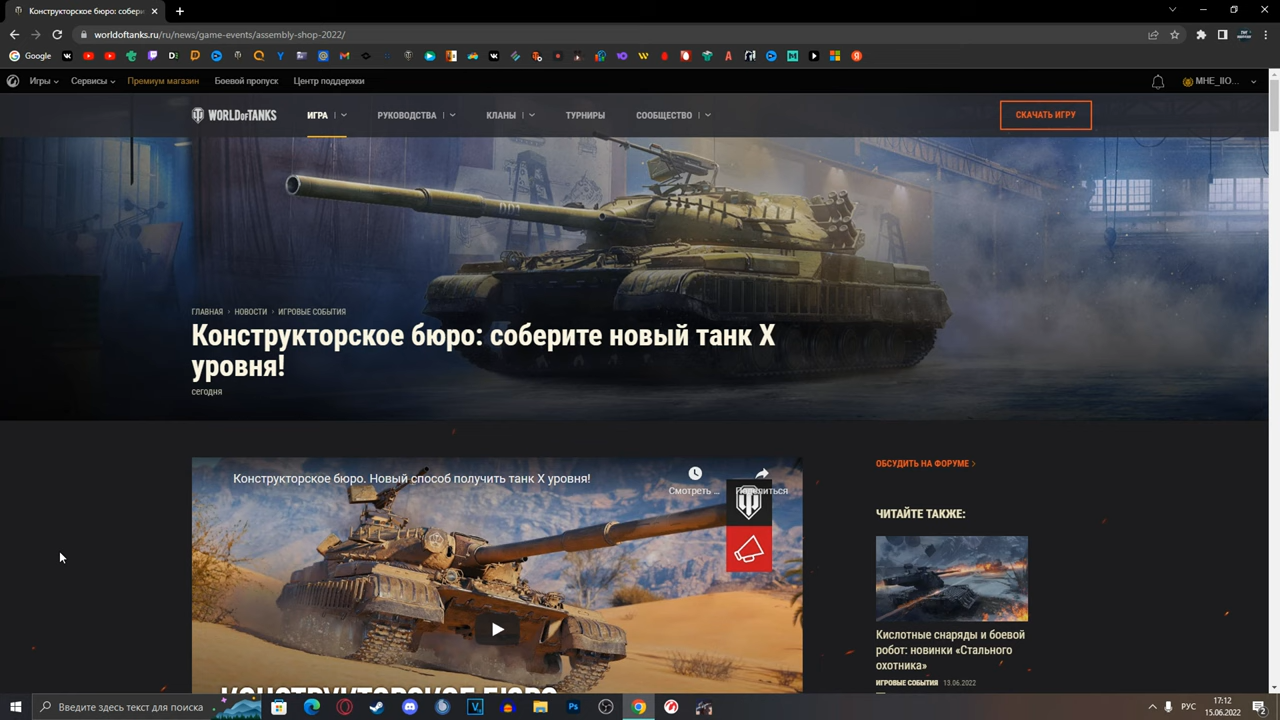 Конструкторское бюро: соберит
worldoftanks.ru/ru/news/game-events/assembly-shop-2022/
Google
Игры
Сервисы
Премиум магазин
Боевой пропуск
Центр поддержки
MHE_IIO...
WORLD OF TANKS
ИГРА
РУКОВОДСТВА
КЛАНЫ
ТУРНИРЫ
СООБЩЕСТВО
СКАЧАТЬ ИГРУ
ГЛАВНАЯ › НОВОСТИ › ИГРОВЫЕ СОБЫТИЯ
Конструкторское бюро: соберите новый танк X
уровня!
сегодня
Конструкторское бюро. Новый способ получить танк X уровня!
Смотреть ...
Поделиться
КОНСТРУКТОРСКОЕ БЮРО
ОБСУДИТЬ НА ФОРУМЕ
ЧИТАЙТЕ ТАКЖЕ:
Кислотные снаряды и боевой
робот: новинки «Стального
охотника»
ИГРОВЫЕ СОБЫТИЯ 13.06.2022
Введите здесь текст для поиска
РУС
17:12
15.06.2022
2